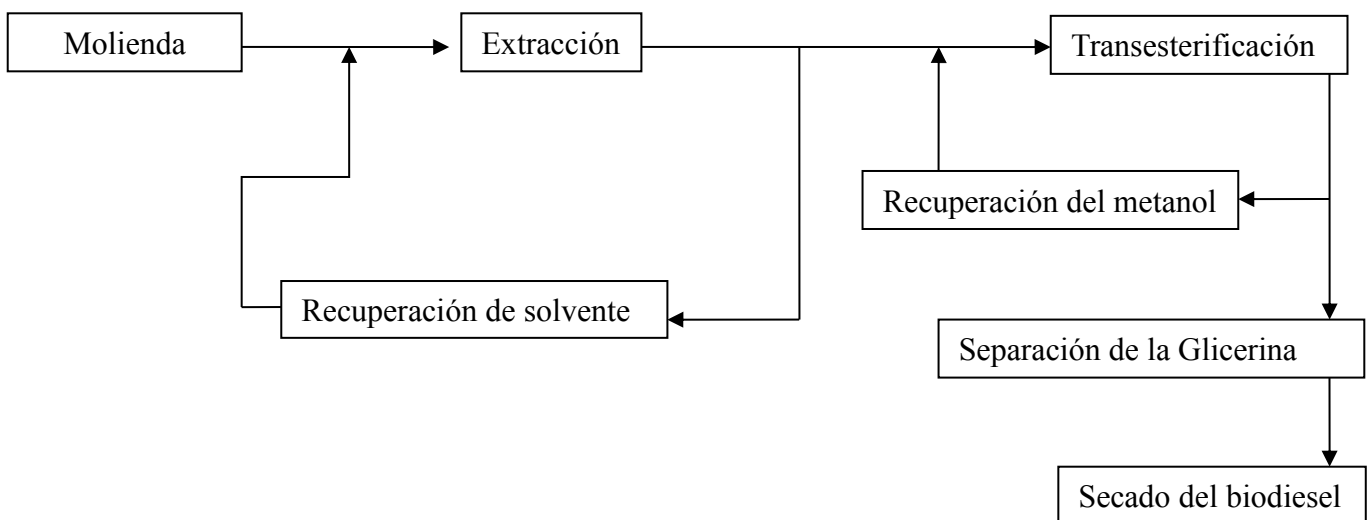 Molienda
Extracción
Transesterificación
Recuperación del metanol
Recuperación de solvente
Separación de la Glicerina
Secado del biodiesel